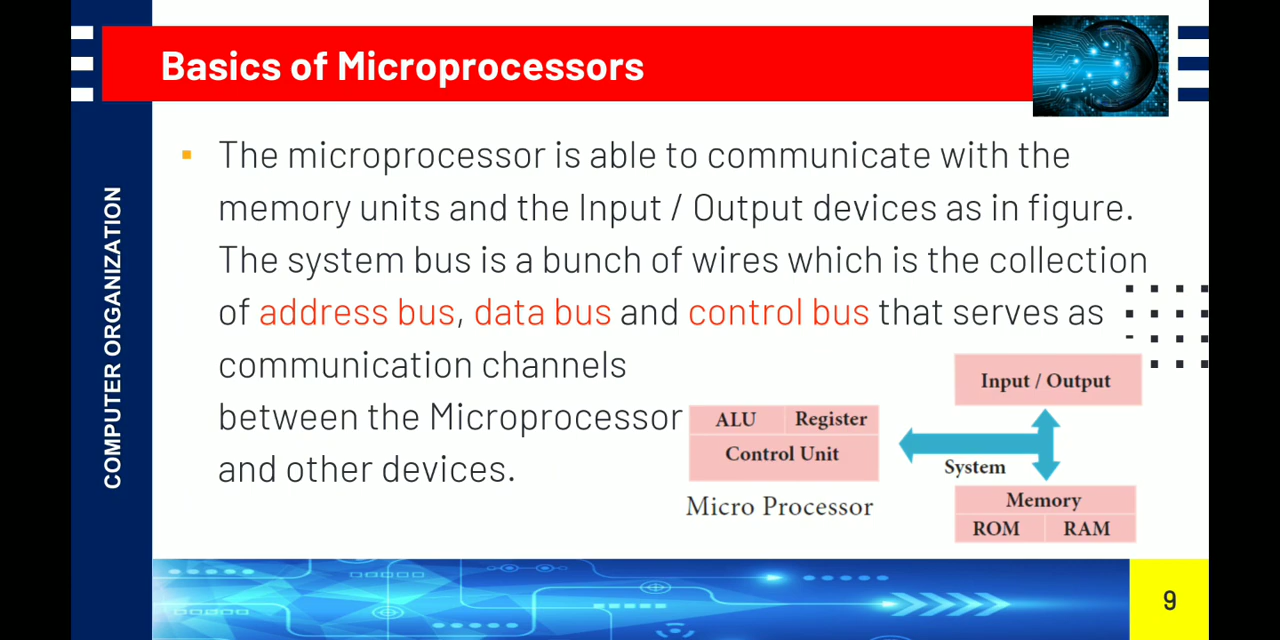 Basics of Microprocessors
COMPUTER ORGANIZATION
The microprocessor is able to communicate with the
memory units and the Input / Output devices as in figure.
The system bus is a bunch of wires which is the collection
of address bus, data bus and control bus that serves as
communication channels
between the Microprocessor
and other devices.
ALU Register
Control Unit
Micro Processor
Input / Output
System
Memory
ROM RAM
9